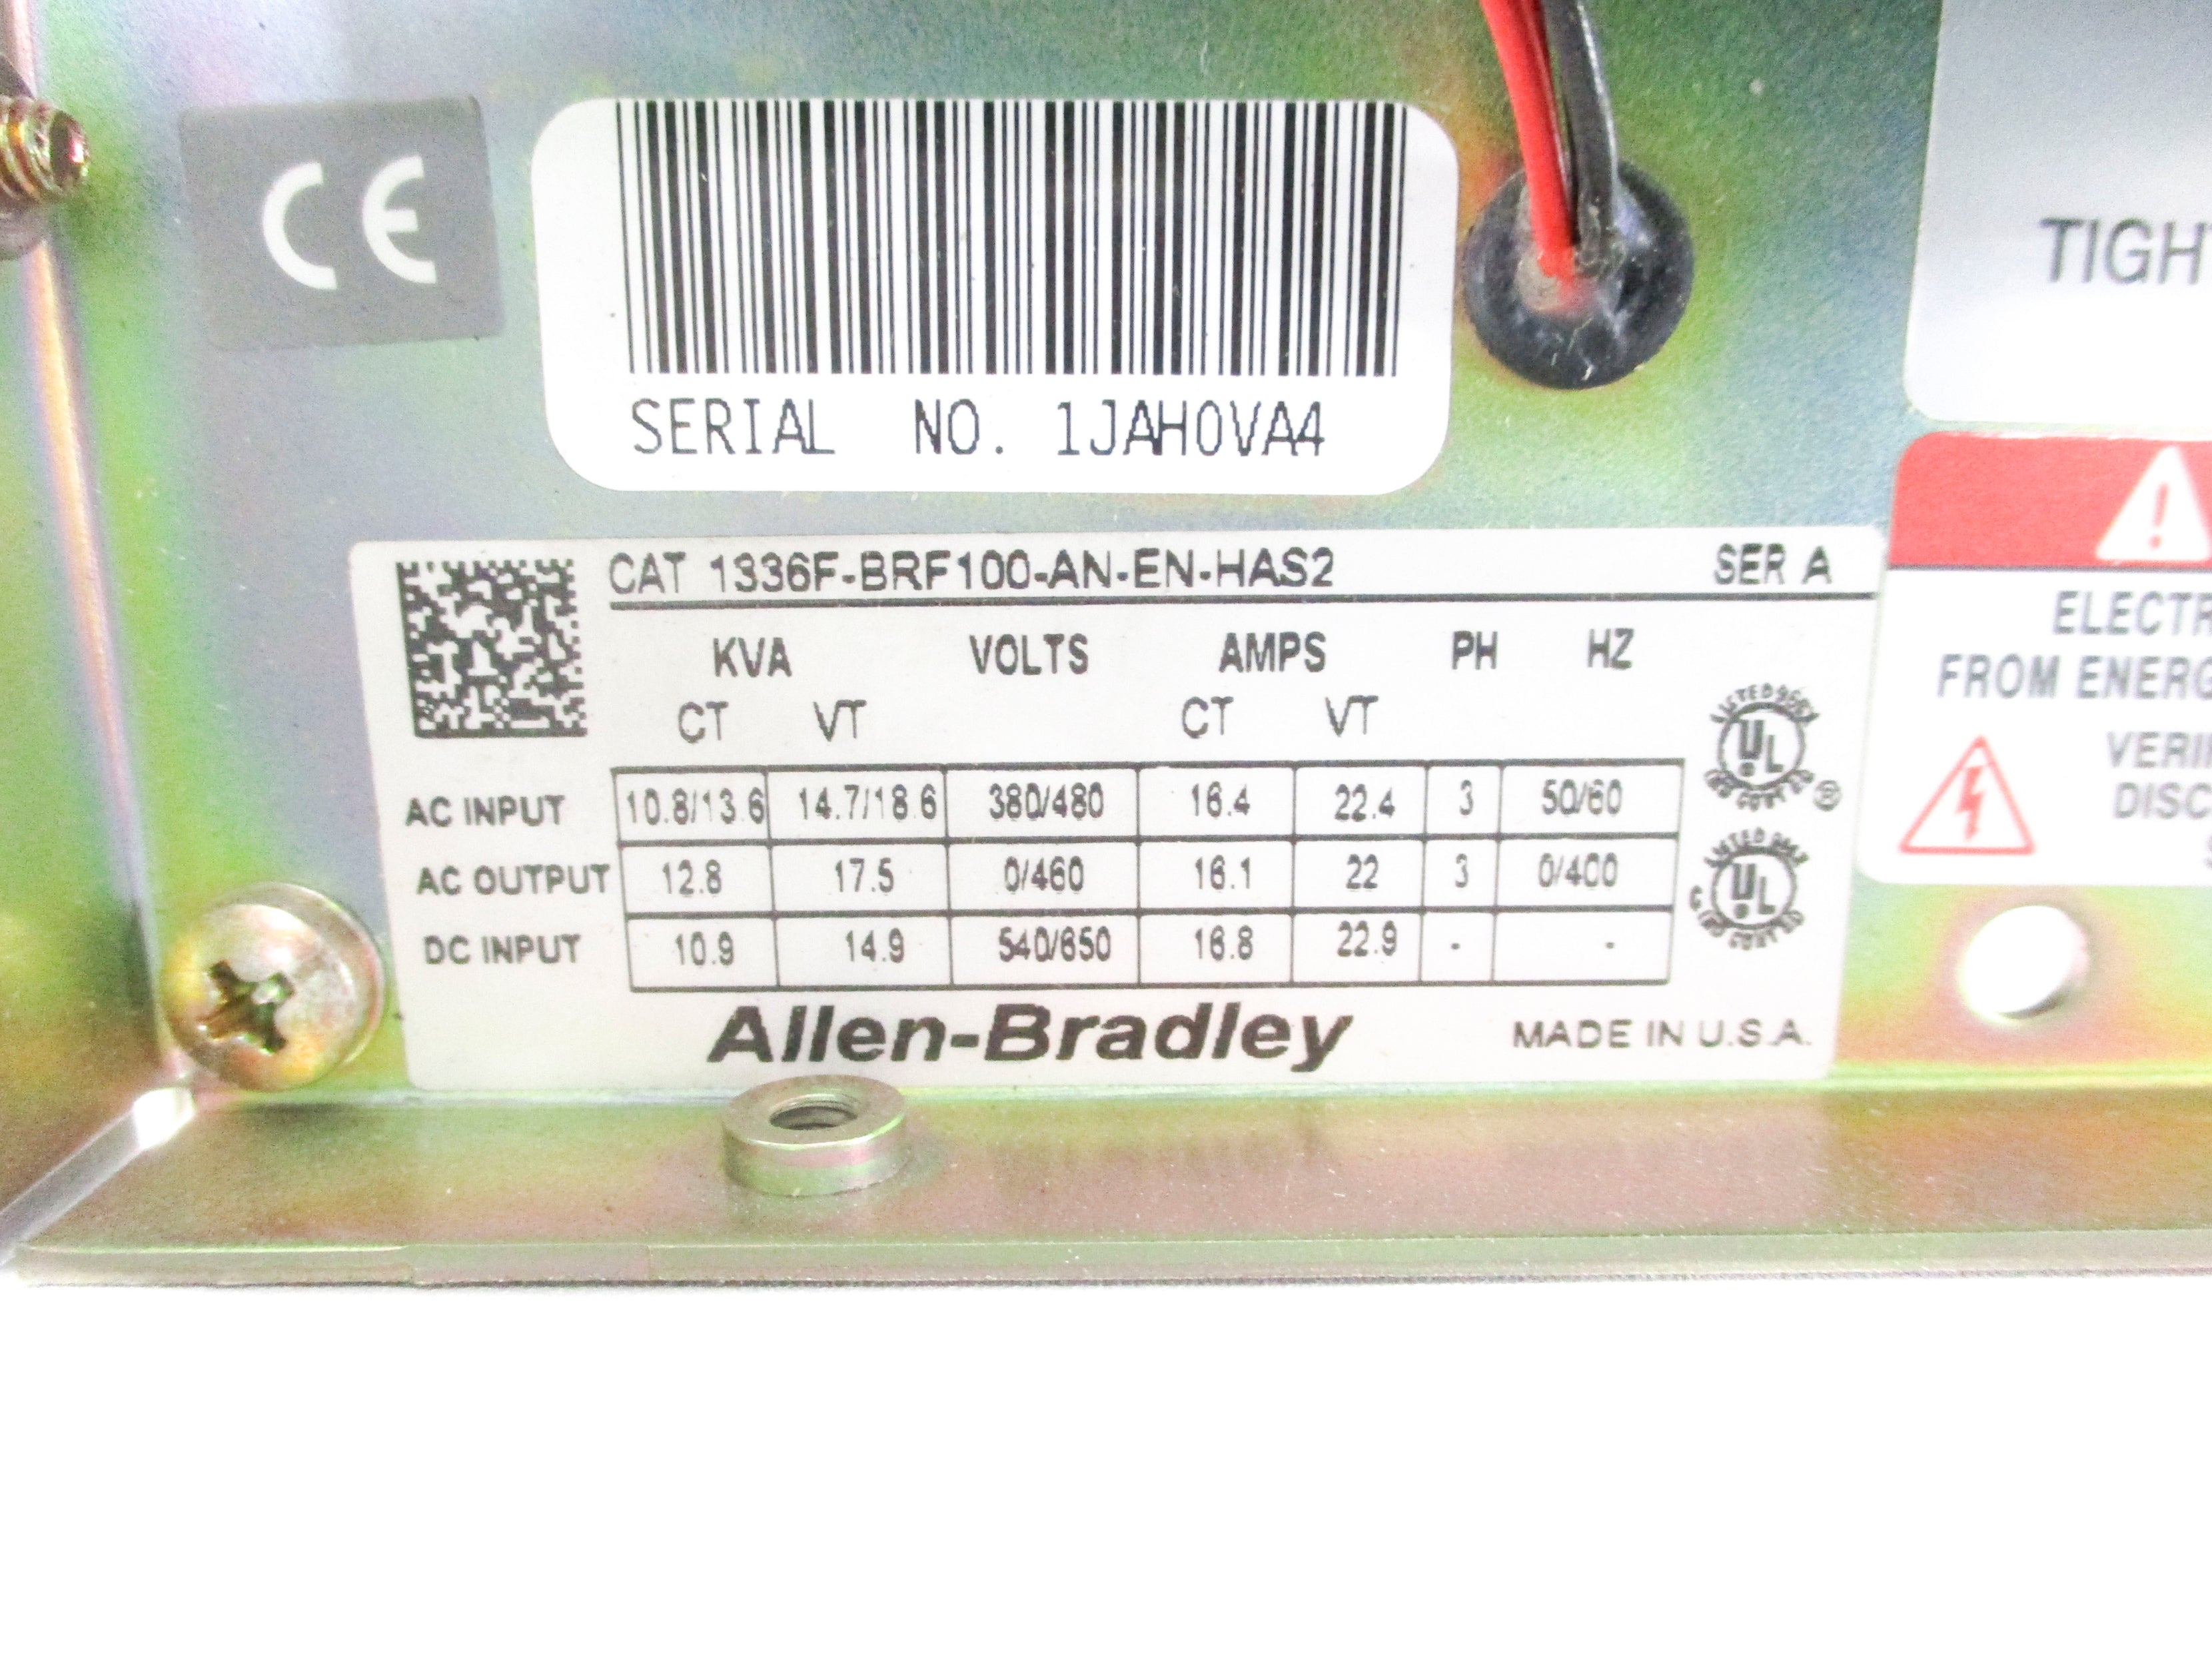 CE
SERIAL NO. 1JAH0VA4
TIGH
CAT 1336F-BRF100-AN-EN-HAS2 SER A
KVA VOLTS AMPS PH HZ
CT VT CT VT
AC INPUT 10.8/13.6 14.7/18.6 380/480 16.4 22.4 3 50/60
AC OUTPUT 12.8 17.5 0/460 16.1 22 3 0/400
DC INPUT 10.9 14.9 540/650 16.8 22.9 - -
Allen-Bradley MADE IN U.S.A.
UL
®
UL
ELECTR
FROM ENERG
VERI
DISC